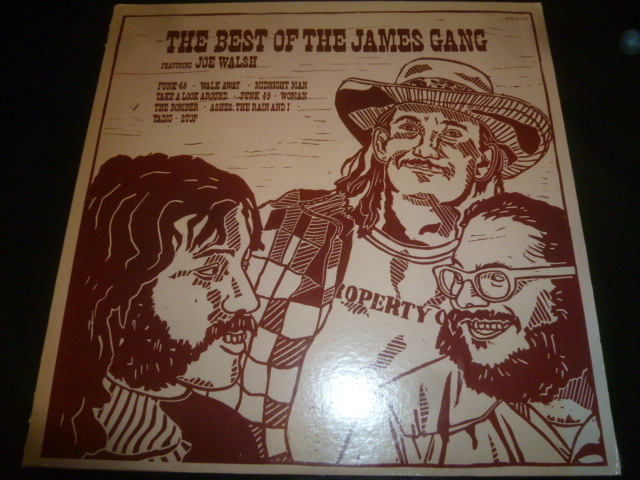 THE BEST OF THE JAMES GANG
FEATURING JOE WALSH
FUNK 48 · WALK AWAY · MIDNIGHT MAN
TAKE A LOOK AROUND · FUNK 49 · WOMAN
THE BOMBER · ASHES, THE RAIN AND I ·
YADIG · STOP
ROPERTY O